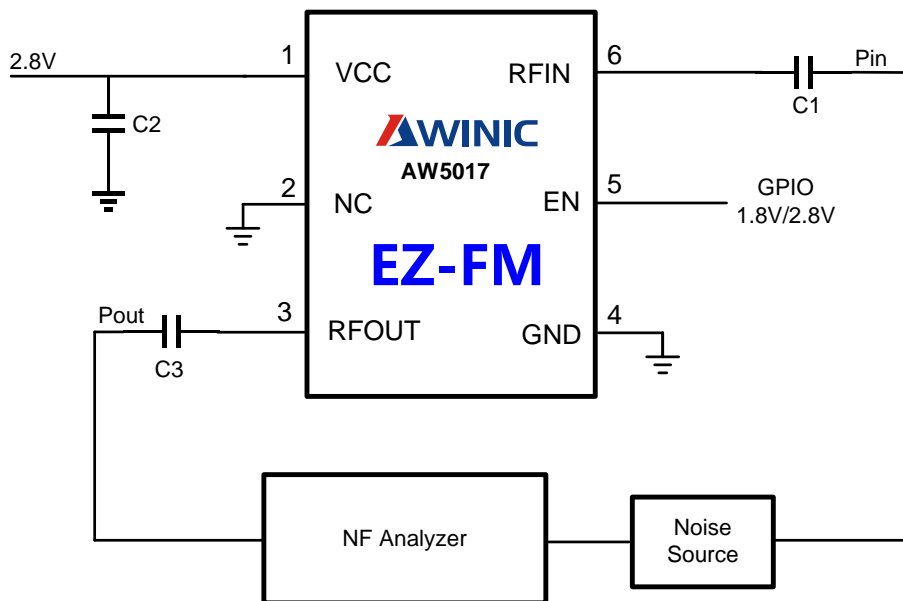 2.8V
1
VCC
RFIN
6
Pin
C1
C2
AWINIC
AW5017
2
NC
EN
5
GPIO
1.8V/2.8V
EZ-FM
Pout
3
RFOUT
GND
4
C3
NF Analyzer
Noise
Source